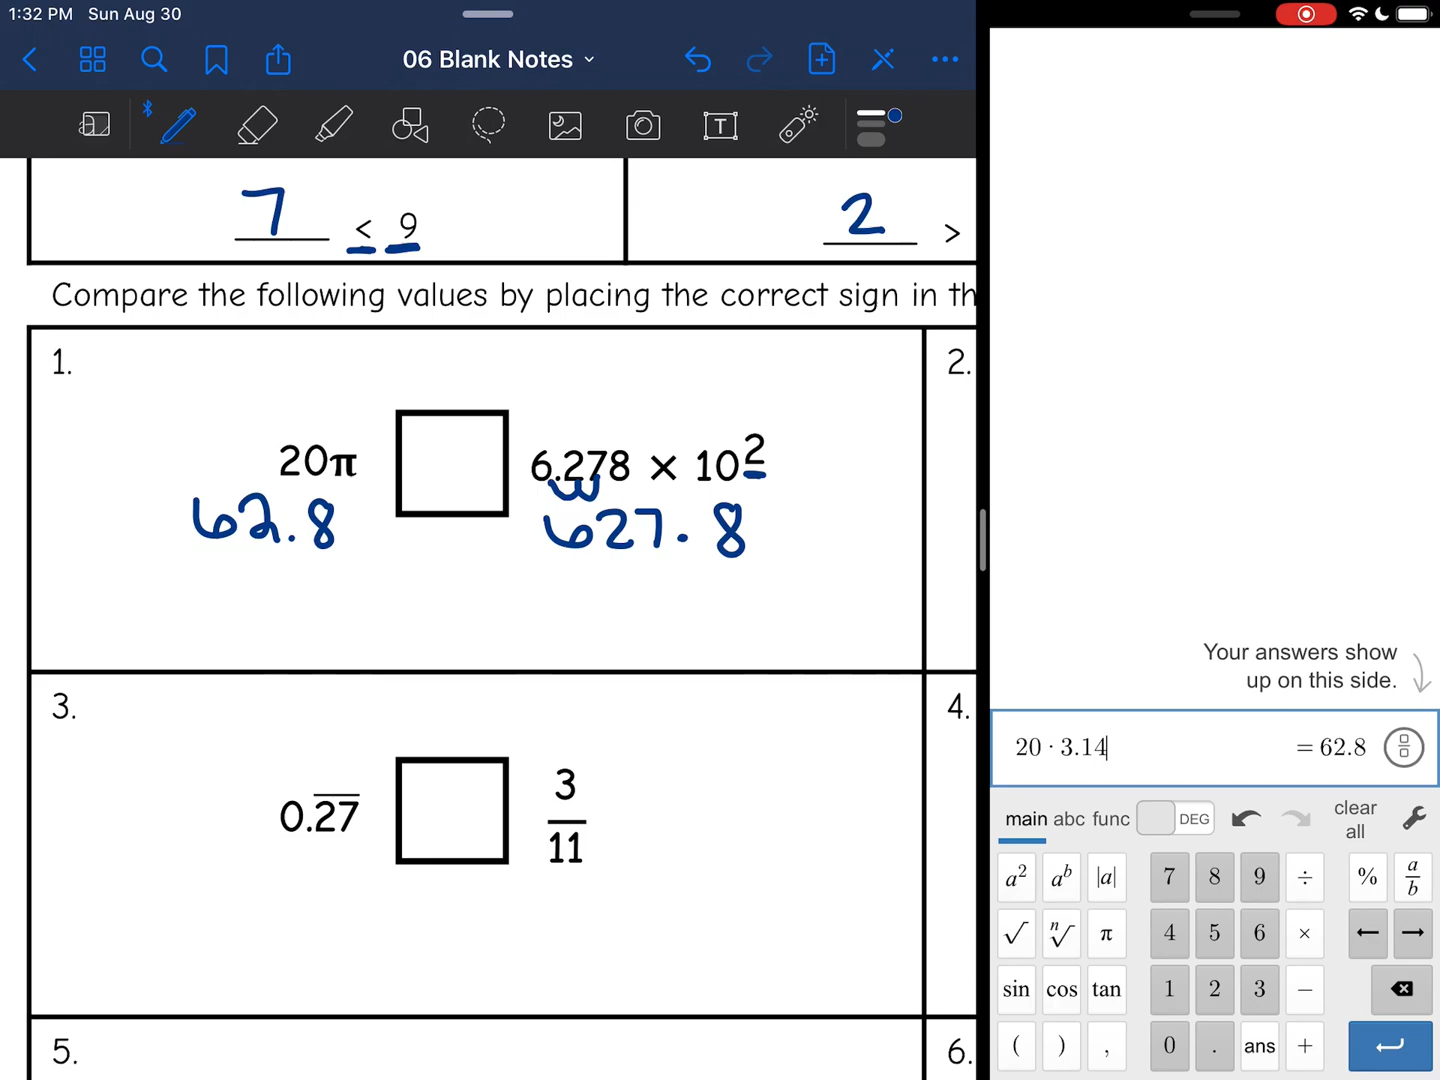 1:32 PM Sun Aug 30
06 Blank Notes
7 < 9
2 >
Compare the following values by placing the correct sign in th
1.
2.
20π
6.278 × 10²
62.8
627.8
3.
4.
0.2̅7̅
3/11
5.
6.
Your answers show
up on this side.
20 · 3.14 = 62.8
main abc func DEG clear all
a² aᵇ |a| 7 8 9 ÷ % a/b
√ ⁿ√ π 4 5 6 × ← →
sin cos tan 1 2 3 −
( ) , 0 . ans +